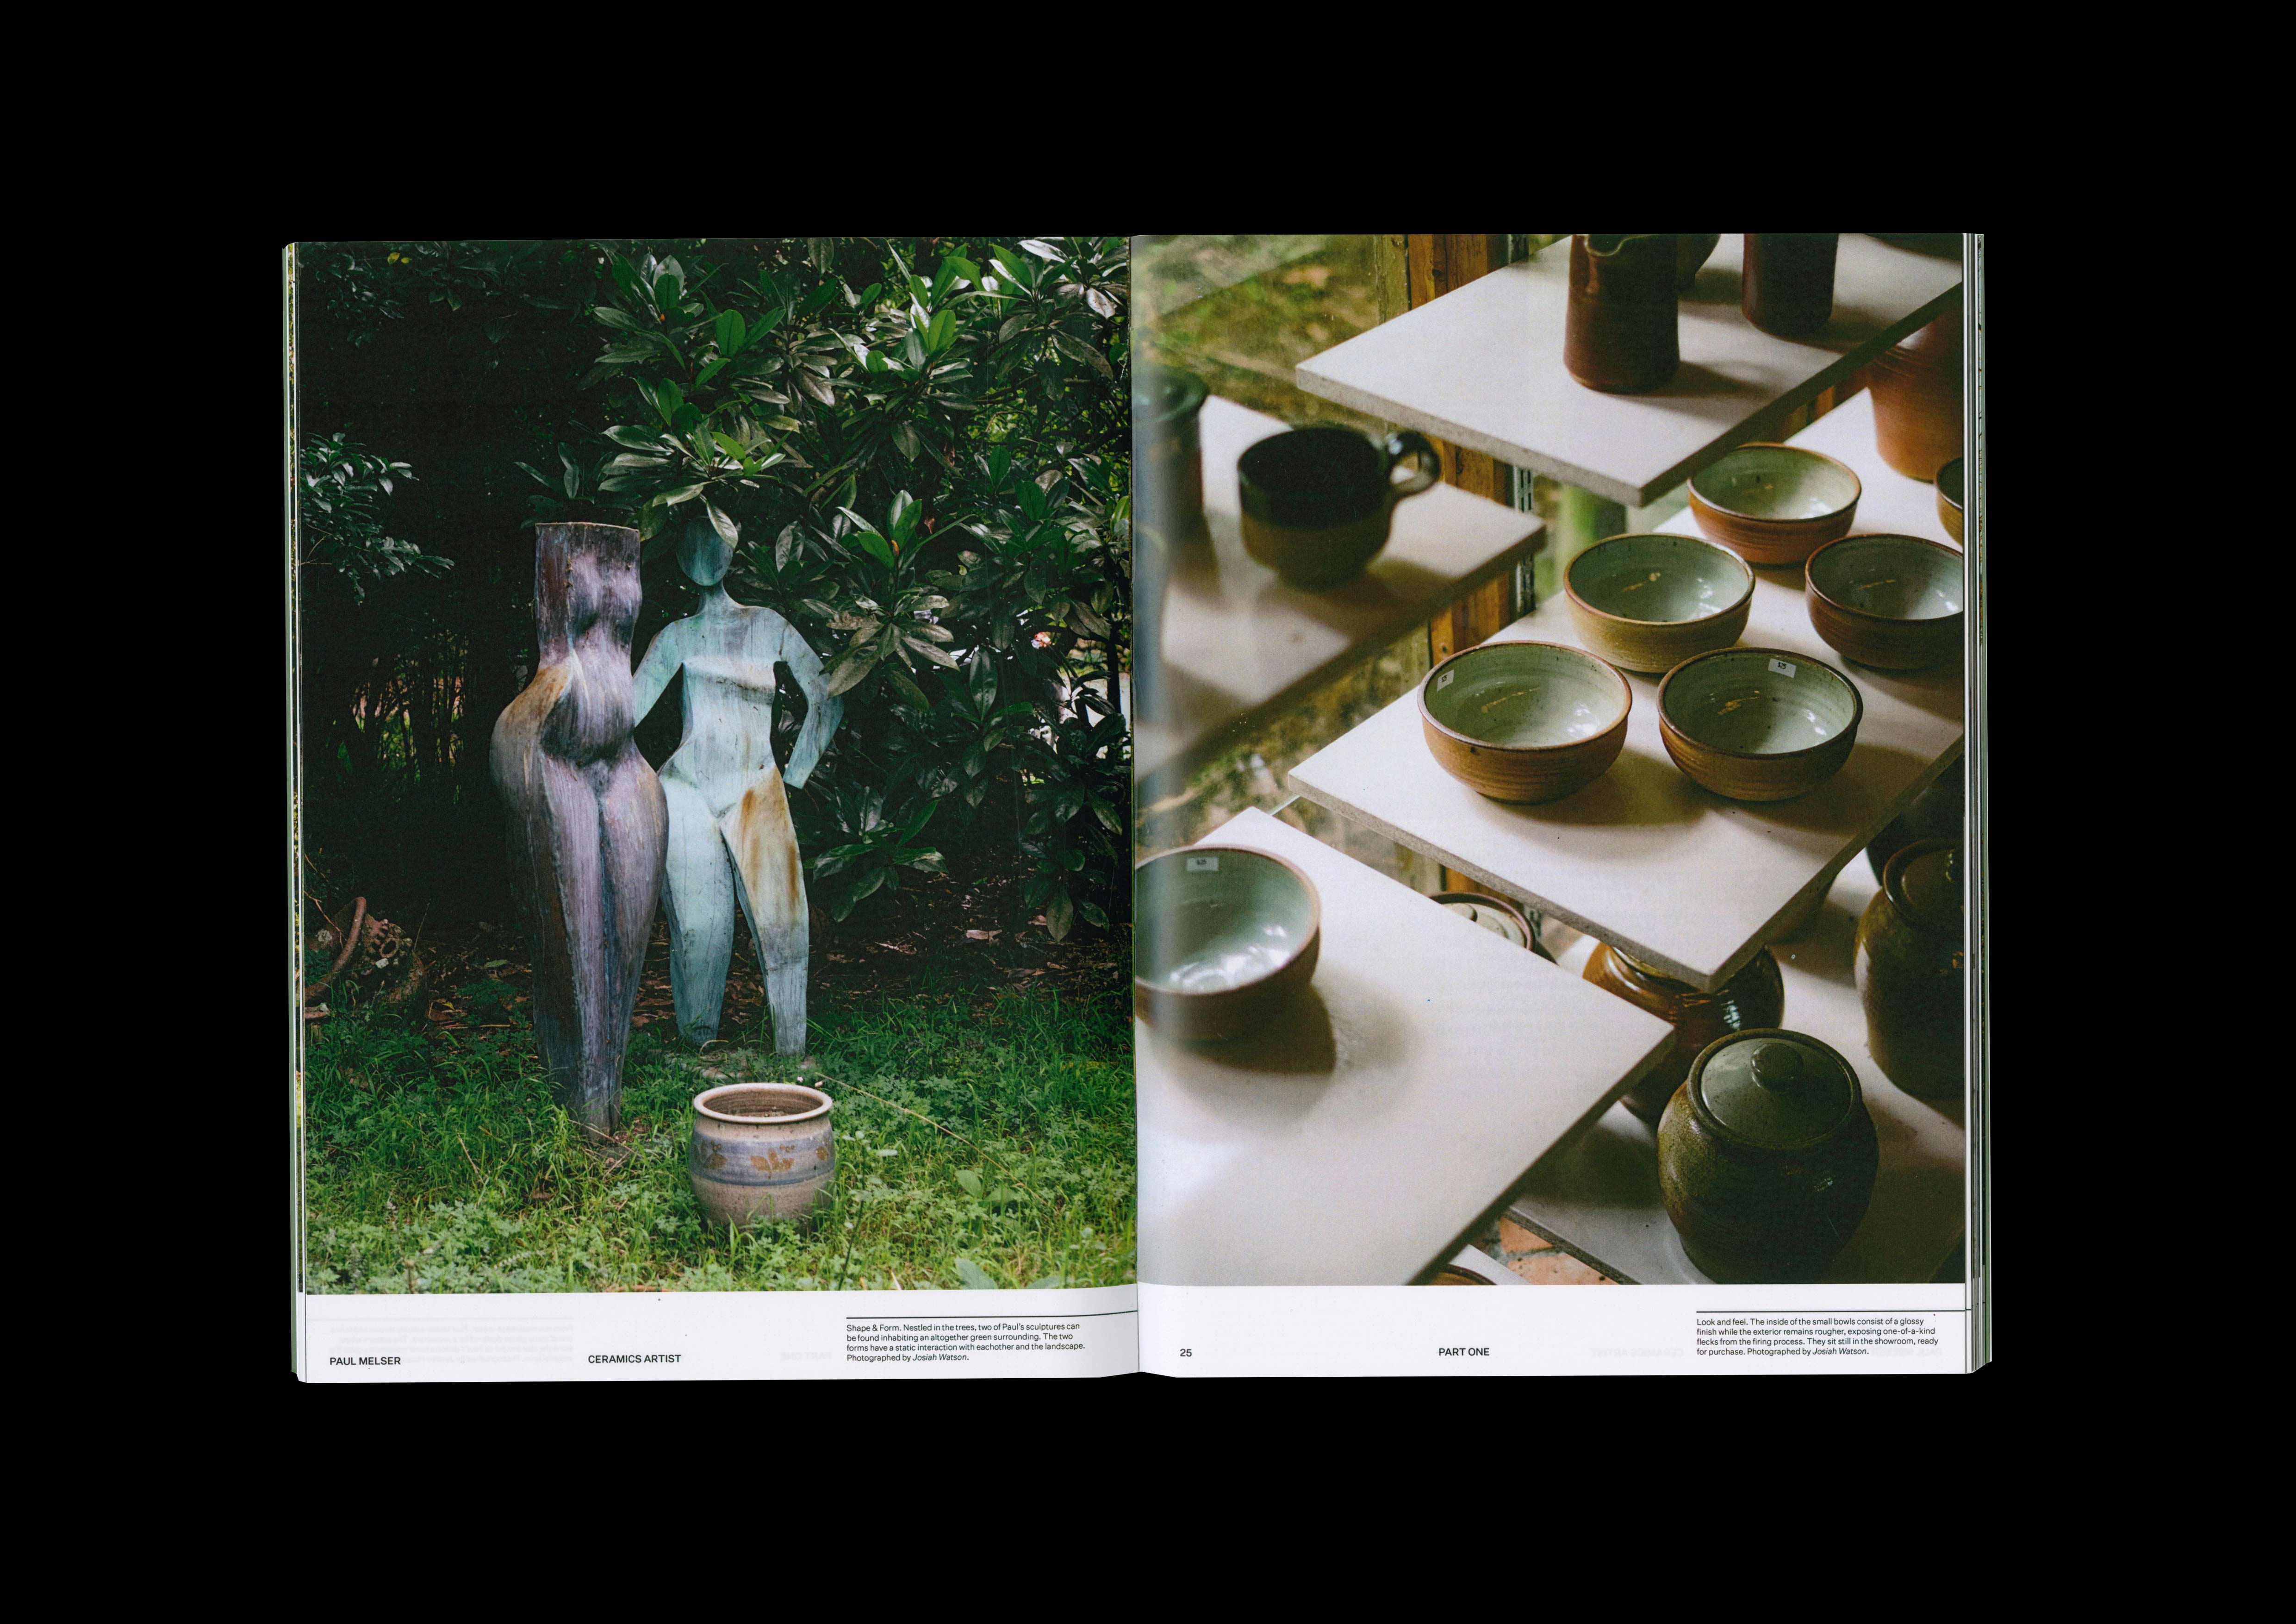 Shape & Form. Nestled in the trees, two of Paul's sculptures can
be found inhabiting an altogether green surrounding. The two
forms have a static interaction with eachother and the landscape.
Photographed by Josiah Watson.
PAUL MELSER
CERAMICS ARTIST
Look and feel. The inside of the small bowls consist of a glossy
finish while the exterior remains rougher, exposing one-of-a-kind
flecks from the firing process. They sit still in the showroom, ready
for purchase. Photographed by Josiah Watson.
25
PART ONE